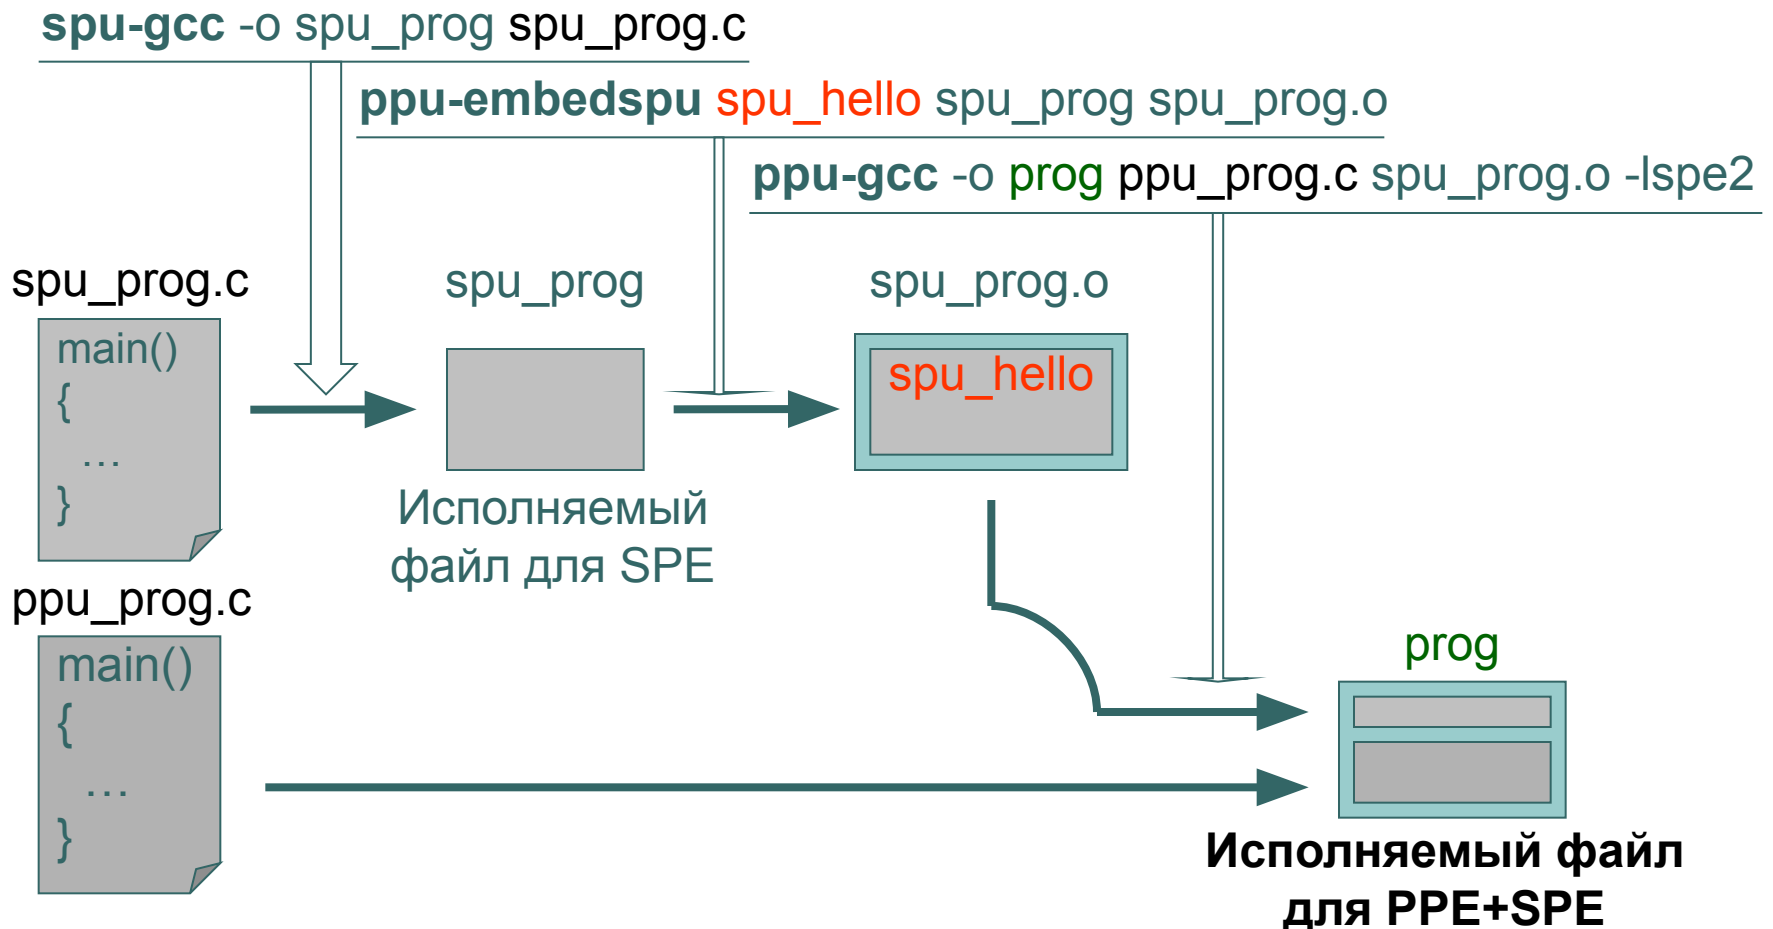 spu-gcc -o spu_prog spu_prog.c
ppu-embedspu spu_hello spu_prog spu_prog.o
ppu-gcc -o prog ppu_prog.c spu_prog.o -lspe2
spu_prog.c
spu_prog
spu_prog.o
main()
{
…
}
spu_hello
Исполняемый
файл для SPE
ppu_prog.c
main()
{
…
}
prog
Исполняемый файл
для PPE+SPE